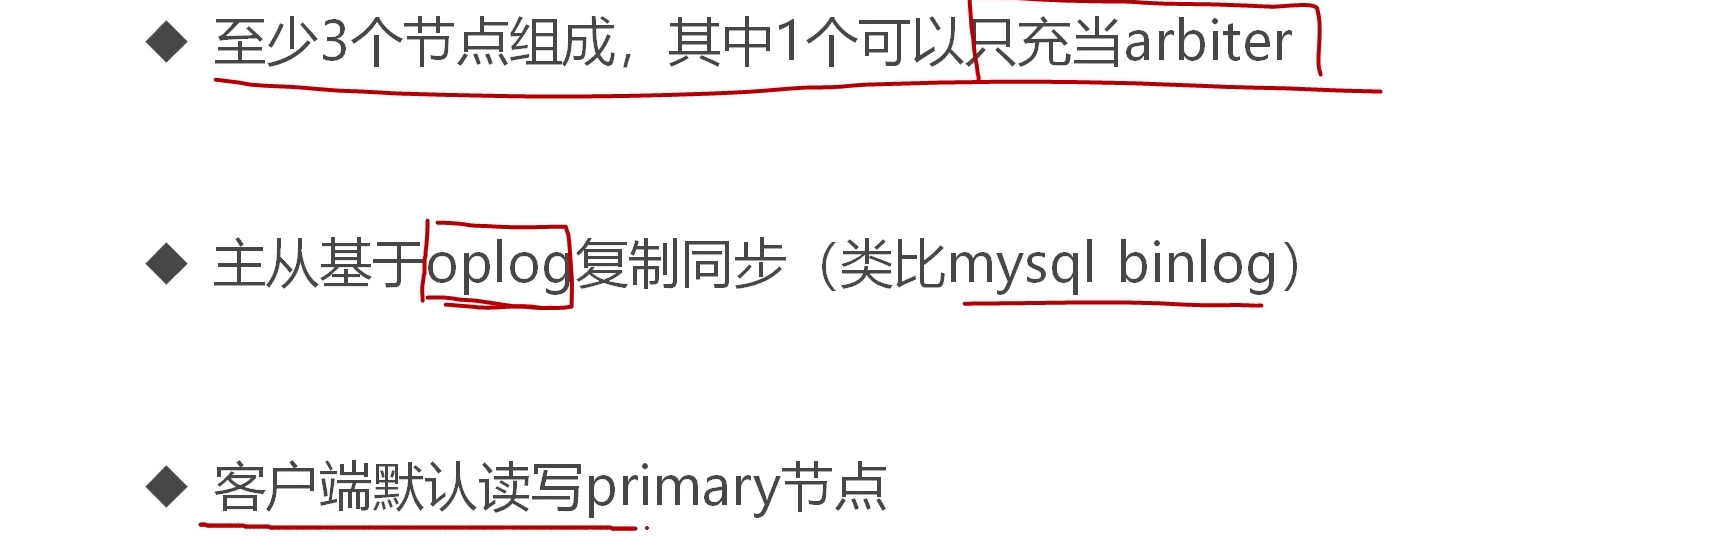 ◆ 至少3个节点组成，其中1个可以只充当arbiter
◆ 主从基于oplog复制同步（类比mysql binlog）
◆ 客户端默认读写primary节点